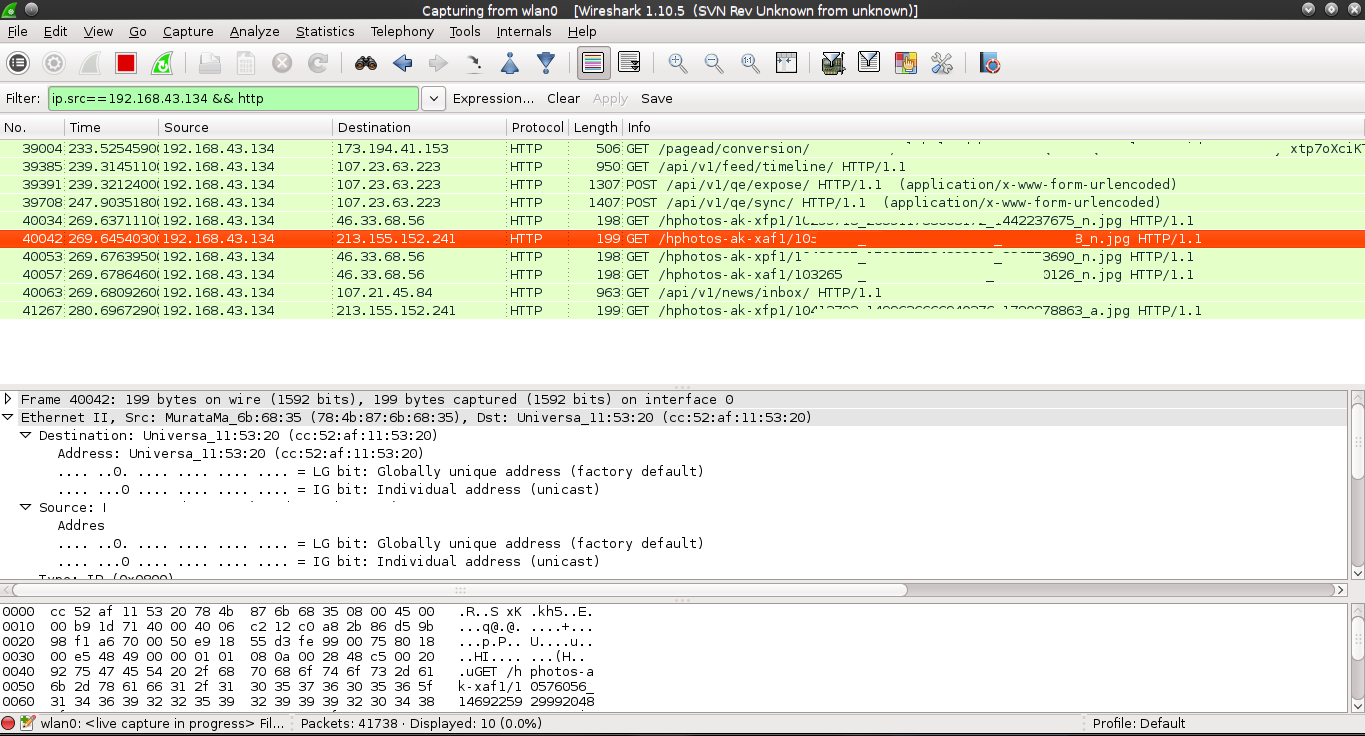 Capturing from wlan0 [Wireshark 1.10.5 (SVN Rev Unknown from unknown)]
File Edit View Go Capture Analyze Statistics Telephony Tools Internals Help
Filter: ip.src==192.168.43.134 && http Expression... Clear Apply Save
No. Time Source Destination Protocol Length Info
39004 233.5254590 192.168.43.134 173.194.41.153 HTTP 506 GET /pagead/conversion/ xtp7oXciK
39385 239.3145110 192.168.43.134 107.23.63.223 HTTP 950 GET /api/v1/feed/timeline/ HTTP/1.1
39391 239.3212400 192.168.43.134 107.23.63.223 HTTP 1307 POST /api/v1/qe/expose/ HTTP/1.1 (application/x-www-form-urlencoded)
39708 247.9035180 192.168.43.134 107.23.63.223 HTTP 1407 POST /api/v1/qe/sync/ HTTP/1.1 (application/x-www-form-urlencoded)
40034 269.6371110 192.168.43.134 46.33.68.56 HTTP 198 GET /hphotos-ak-xfp1/ _442237675_n.jpg HTTP/1.1
40042 269.6454030 192.168.43.134 213.155.152.241 HTTP 199 GET /hphotos-ak-xaf1/10 _ _ 8_n.jpg HTTP/1.1
40053 269.6763950 192.168.43.134 46.33.68.56 HTTP 198 GET /hphotos-ak-xpf1/1 3690_n.jpg HTTP/1.1
40057 269.6786460 192.168.43.134 46.33.68.56 HTTP 198 GET /hphotos-ak-xaf1/103265 _ _ 0126_n.jpg HTTP/1.1
40063 269.6809260 192.168.43.134 107.21.45.84 HTTP 963 GET /api/v1/news/inbox/ HTTP/1.1
41267 280.6967290 192.168.43.134 213.155.152.241 HTTP 199 GET /hphotos-ak-xfp1/ 78863_a.jpg HTTP/1.1
Frame 40042: 199 bytes on wire (1592 bits), 199 bytes captured (1592 bits) on interface 0
Ethernet II, Src: MurataMa_6b:68:35 (78:4b:87:6b:68:35), Dst: Universa_11:53:20 (cc:52:af:11:53:20)
Destination: Universa_11:53:20 (cc:52:af:11:53:20)
Address: Universa_11:53:20 (cc:52:af:11:53:20)
.... ..0. .... .... .... .... = LG bit: Globally unique address (factory default)
.... ...0 .... .... .... .... = IG bit: Individual address (unicast)
Source:
Addres
.... ..0. .... .... .... .... = LG bit: Globally unique address (factory default)
.... ...0 .... .... .... .... = IG bit: Individual address (unicast)
Type: IP (0x0800)
0000 cc 52 af 11 53 20 78 4b 87 6b 68 35 08 00 45 00 .R..S xK .kh5..E.
0010 00 b9 1d 71 40 00 40 06 c2 12 c0 a8 2b 86 d5 9b ...q@.@. ....+...
0020 98 f1 a6 70 00 50 e9 18 55 d3 fe 99 00 75 80 18 ...p.P.. U....u..
0030 00 e5 48 49 00 00 01 01 08 0a 00 28 48 c5 00 20 ..HI.... ...(H..
0040 92 75 47 45 54 20 2f 68 70 68 6f 74 6f 73 2d 61 .uGET /h photos-a
0050 6b 2d 78 61 66 31 2f 31 30 35 37 36 30 35 36 5f k-xaf1/1 0576056_
0060 31 34 36 39 32 32 35 39 32 39 39 39 32 30 34 38 14692259 29992048
wlan0: <live capture in progress> Fil... Packets: 41738 · Displayed: 10 (0.0%) Profile: Default